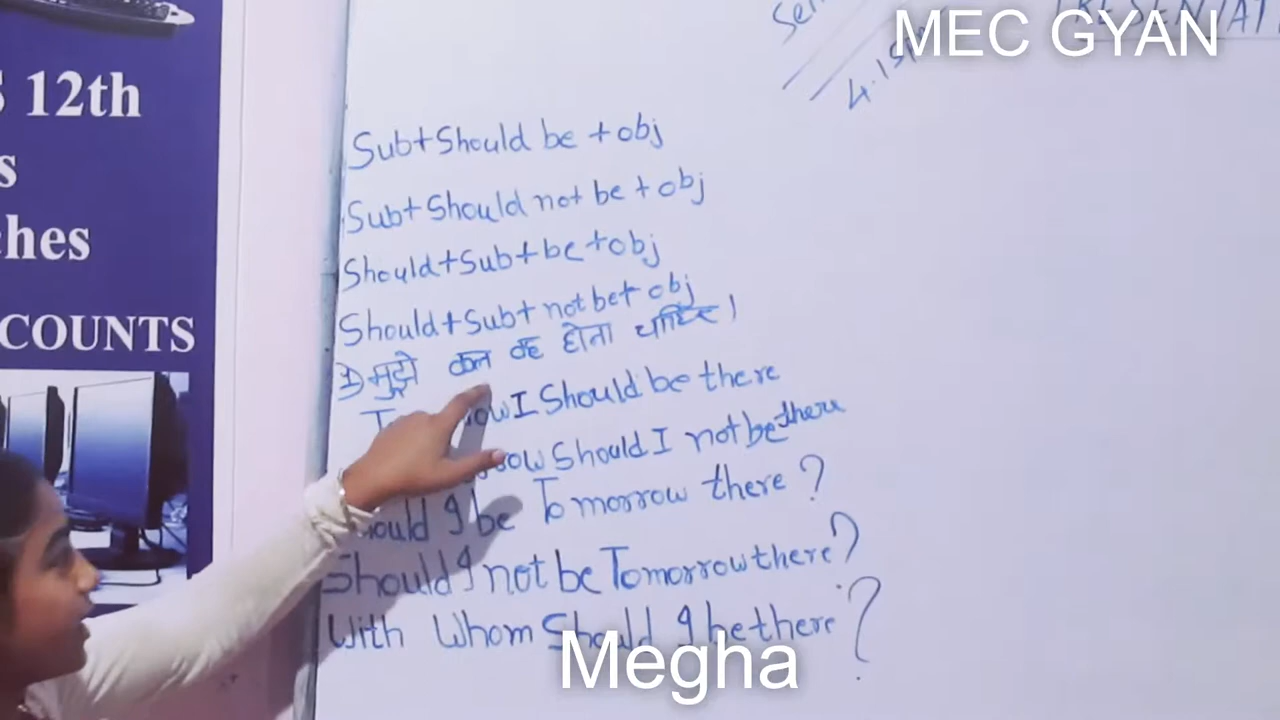 12th
s
ches
COUNTS
MEC GYAN
Sub+Should be + obj
Sub+Should not be + obj
Should+Sub+be+obj
Should+Sub+ not be+ obj
1) मुझे कल वह होना चाहिए।
I Should be there
Should I not be there
I be Tomorrow there ?
Should I not be Tomorrow there?
With Whom Should I be there ?
Megha